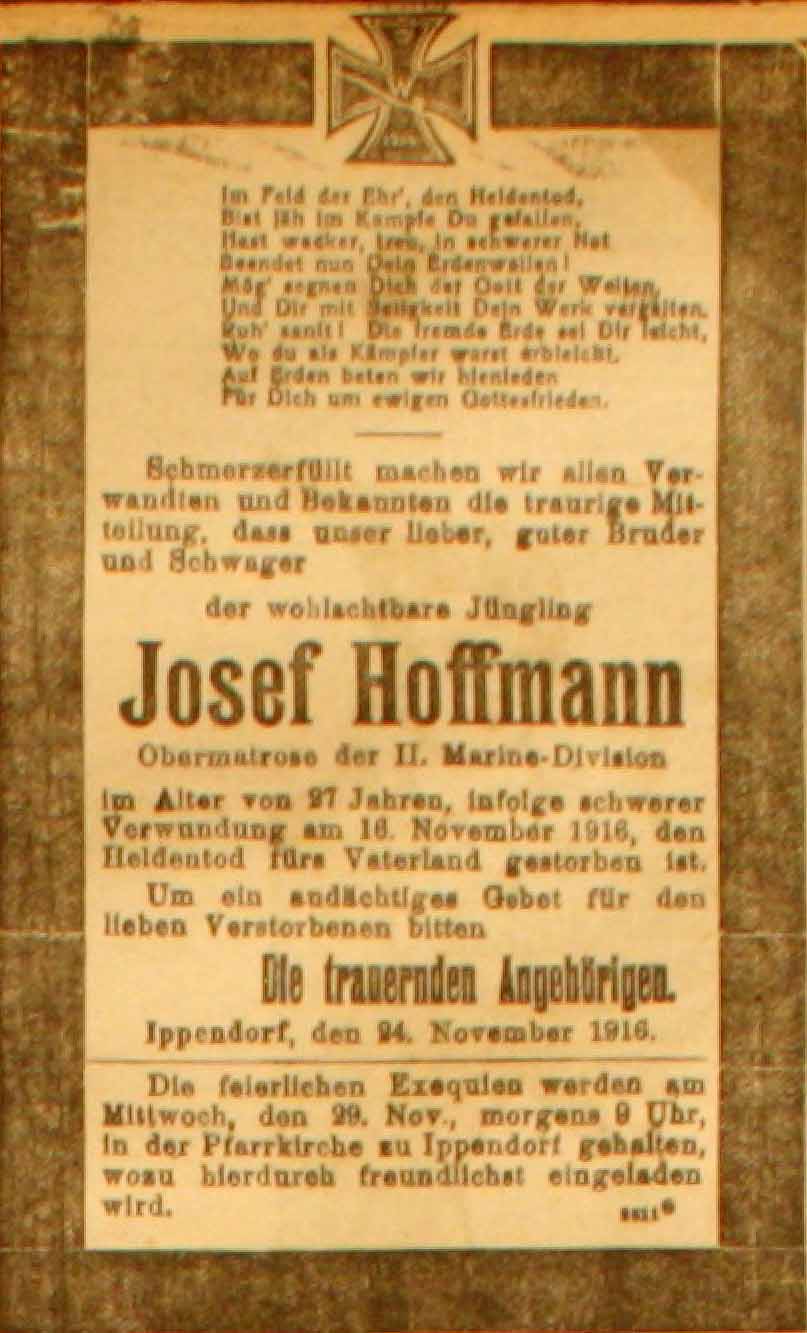 W
1914
Im Feld der Ehr', den Heldentod,
Bist jäh im Kampfe Du gefallen,
Hast wacker, treu, in schwerer Not
Beendet nun Dein Erdenwallen!
Mög' segnen Dich der Gott der Welten,
Und Dir mit Seligkeit Dein Werk vergelten.
Ruh' sanft! Die fremde Erde sei Dir leicht,
Wo du als Kämpfer warst erbleicht.
Auf Erden beten wir hienieden
Für Dich um ewigen Gottesfrieden.
Schmerzerfüllt machen wir allen Ver-
wandten und Bekannten die traurige Mit-
teilung, dass unser lieber, guter Bruder
und Schwager
der wohlachtbare Jüngling
Josef Hoffmann
Obermatrose der II. Marine-Division
im Alter von 27 Jahren, infolge schwerer
Verwundung am 16. November 1916, den
Heldentod fürs Vaterland gestorben ist.
Um ein andächtiges Gebet für den
lieben Verstorbenen bitten
Die trauernden Angehörigen.
Ippendorf, den 24. November 1916.
Die feierlichen Exequien werden am
Mittwoch, den 29. Nov., morgens 9 Uhr,
in der Pfarrkirche zu Ippendorf gehalten,
wozu hierdurch freundlichst eingeladen
wird.